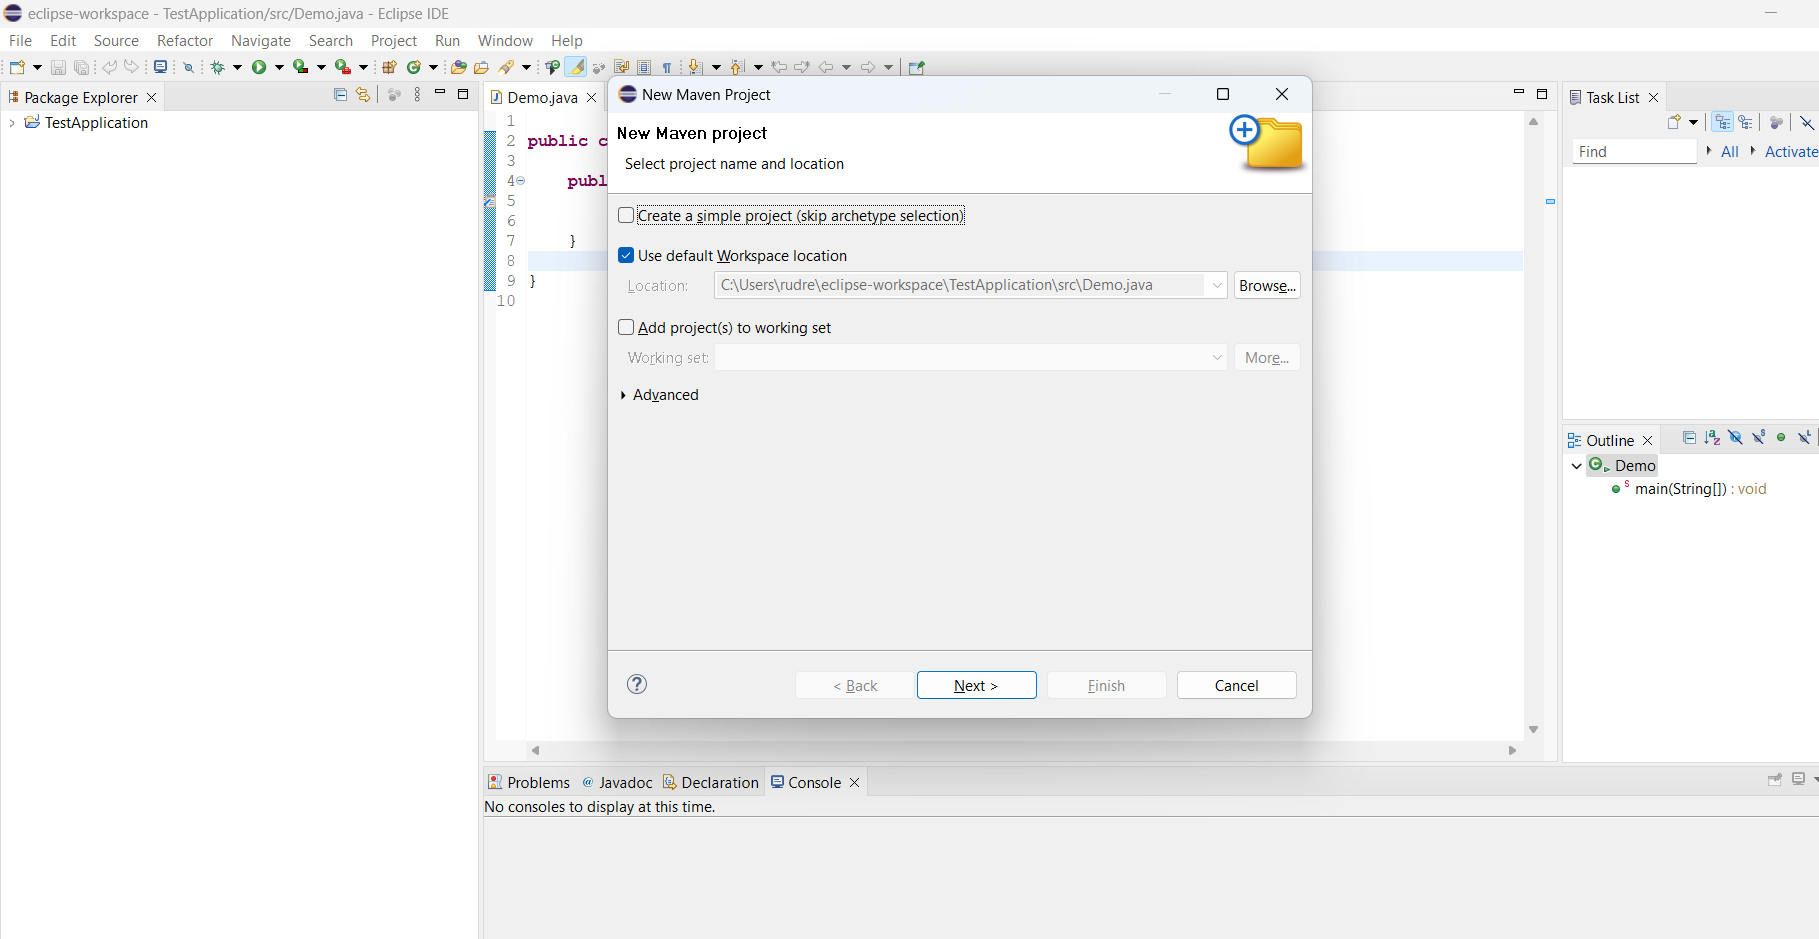 eclipse-workspace - TestApplication/src/Demo.java - Eclipse IDE
File Edit Source Refactor Navigate Search Project Run Window Help
Package Explorer
TestApplication
Demo.java
1
2 public c
3
4 publ
5
6
7 }
8
9 }
10
New Maven Project
New Maven project
Select project name and location
Create a simple project (skip archetype selection)
Use default Workspace location
Location: C:\Users\rudre\eclipse-workspace\TestApplication\src\Demo.java Browse...
Add project(s) to working set
Working set: More...
Advanced
< Back Next > Finish Cancel
Task List
Find All Activate
Outline
Demo
main(String[]) : void
Problems @ Javadoc Declaration Console
No consoles to display at this time.